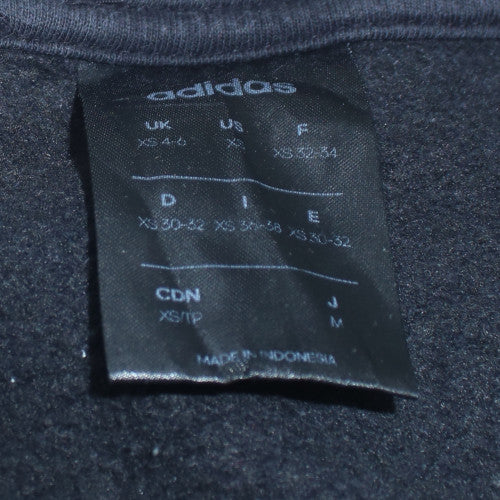 adidas
UK US F
XS 4-6 XS XS 32-34
D I E
XS 30-32 XS 36-38 XS 30-32
CDN J
XS/TP M
MADE IN INDONESIA